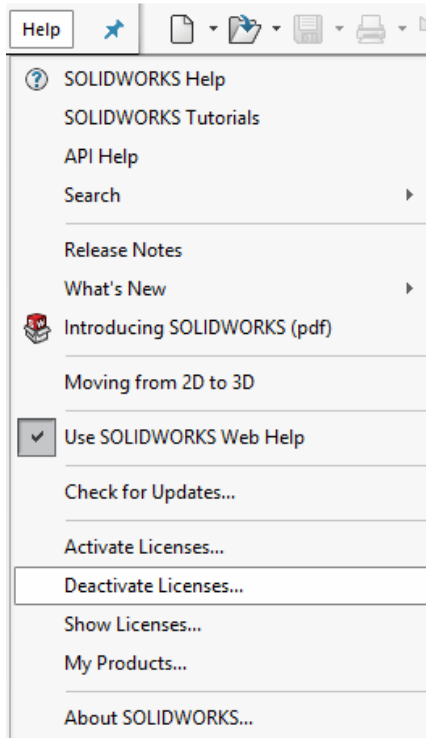 Help
SOLIDWORKS Help
SOLIDWORKS Tutorials
API Help
Search
Release Notes
What's New
Introducing SOLIDWORKS (pdf)
Moving from 2D to 3D
Use SOLIDWORKS Web Help
Check for Updates...
Activate Licenses...
Deactivate Licenses...
Show Licenses...
My Products...
About SOLIDWORKS...